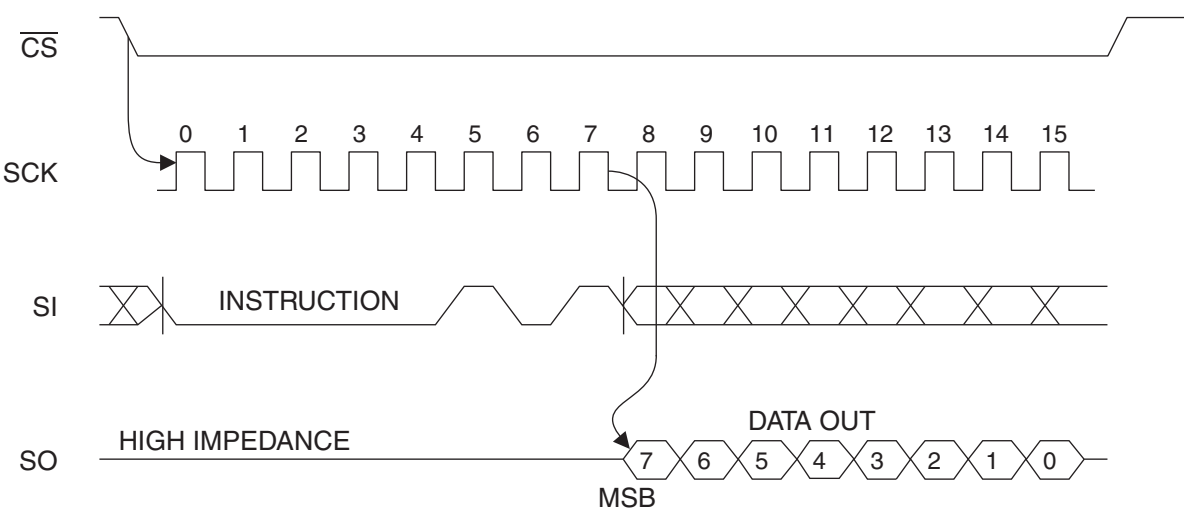 CS
0 1 2 3 4 5 6 7 8 9 10 11 12 13 14 15
SCK
SI
INSTRUCTION
DATA OUT
HIGH IMPEDANCE
SO
7 6 5 4 3 2 1 0
MSB